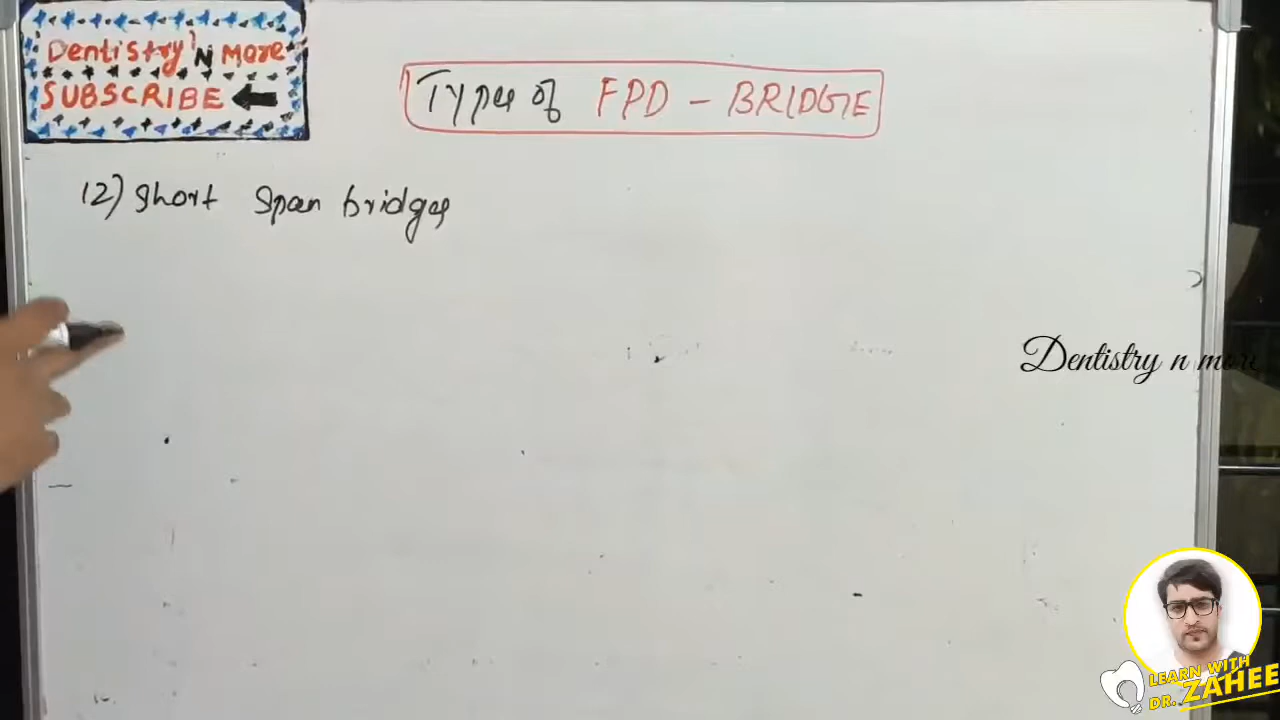 'Dentistry' N More
SUBSCRIBE
Types of FPD - BRIDGE
12) Short Span bridges
Dentistry n more
LEARN WITH
DR. ZAHEE